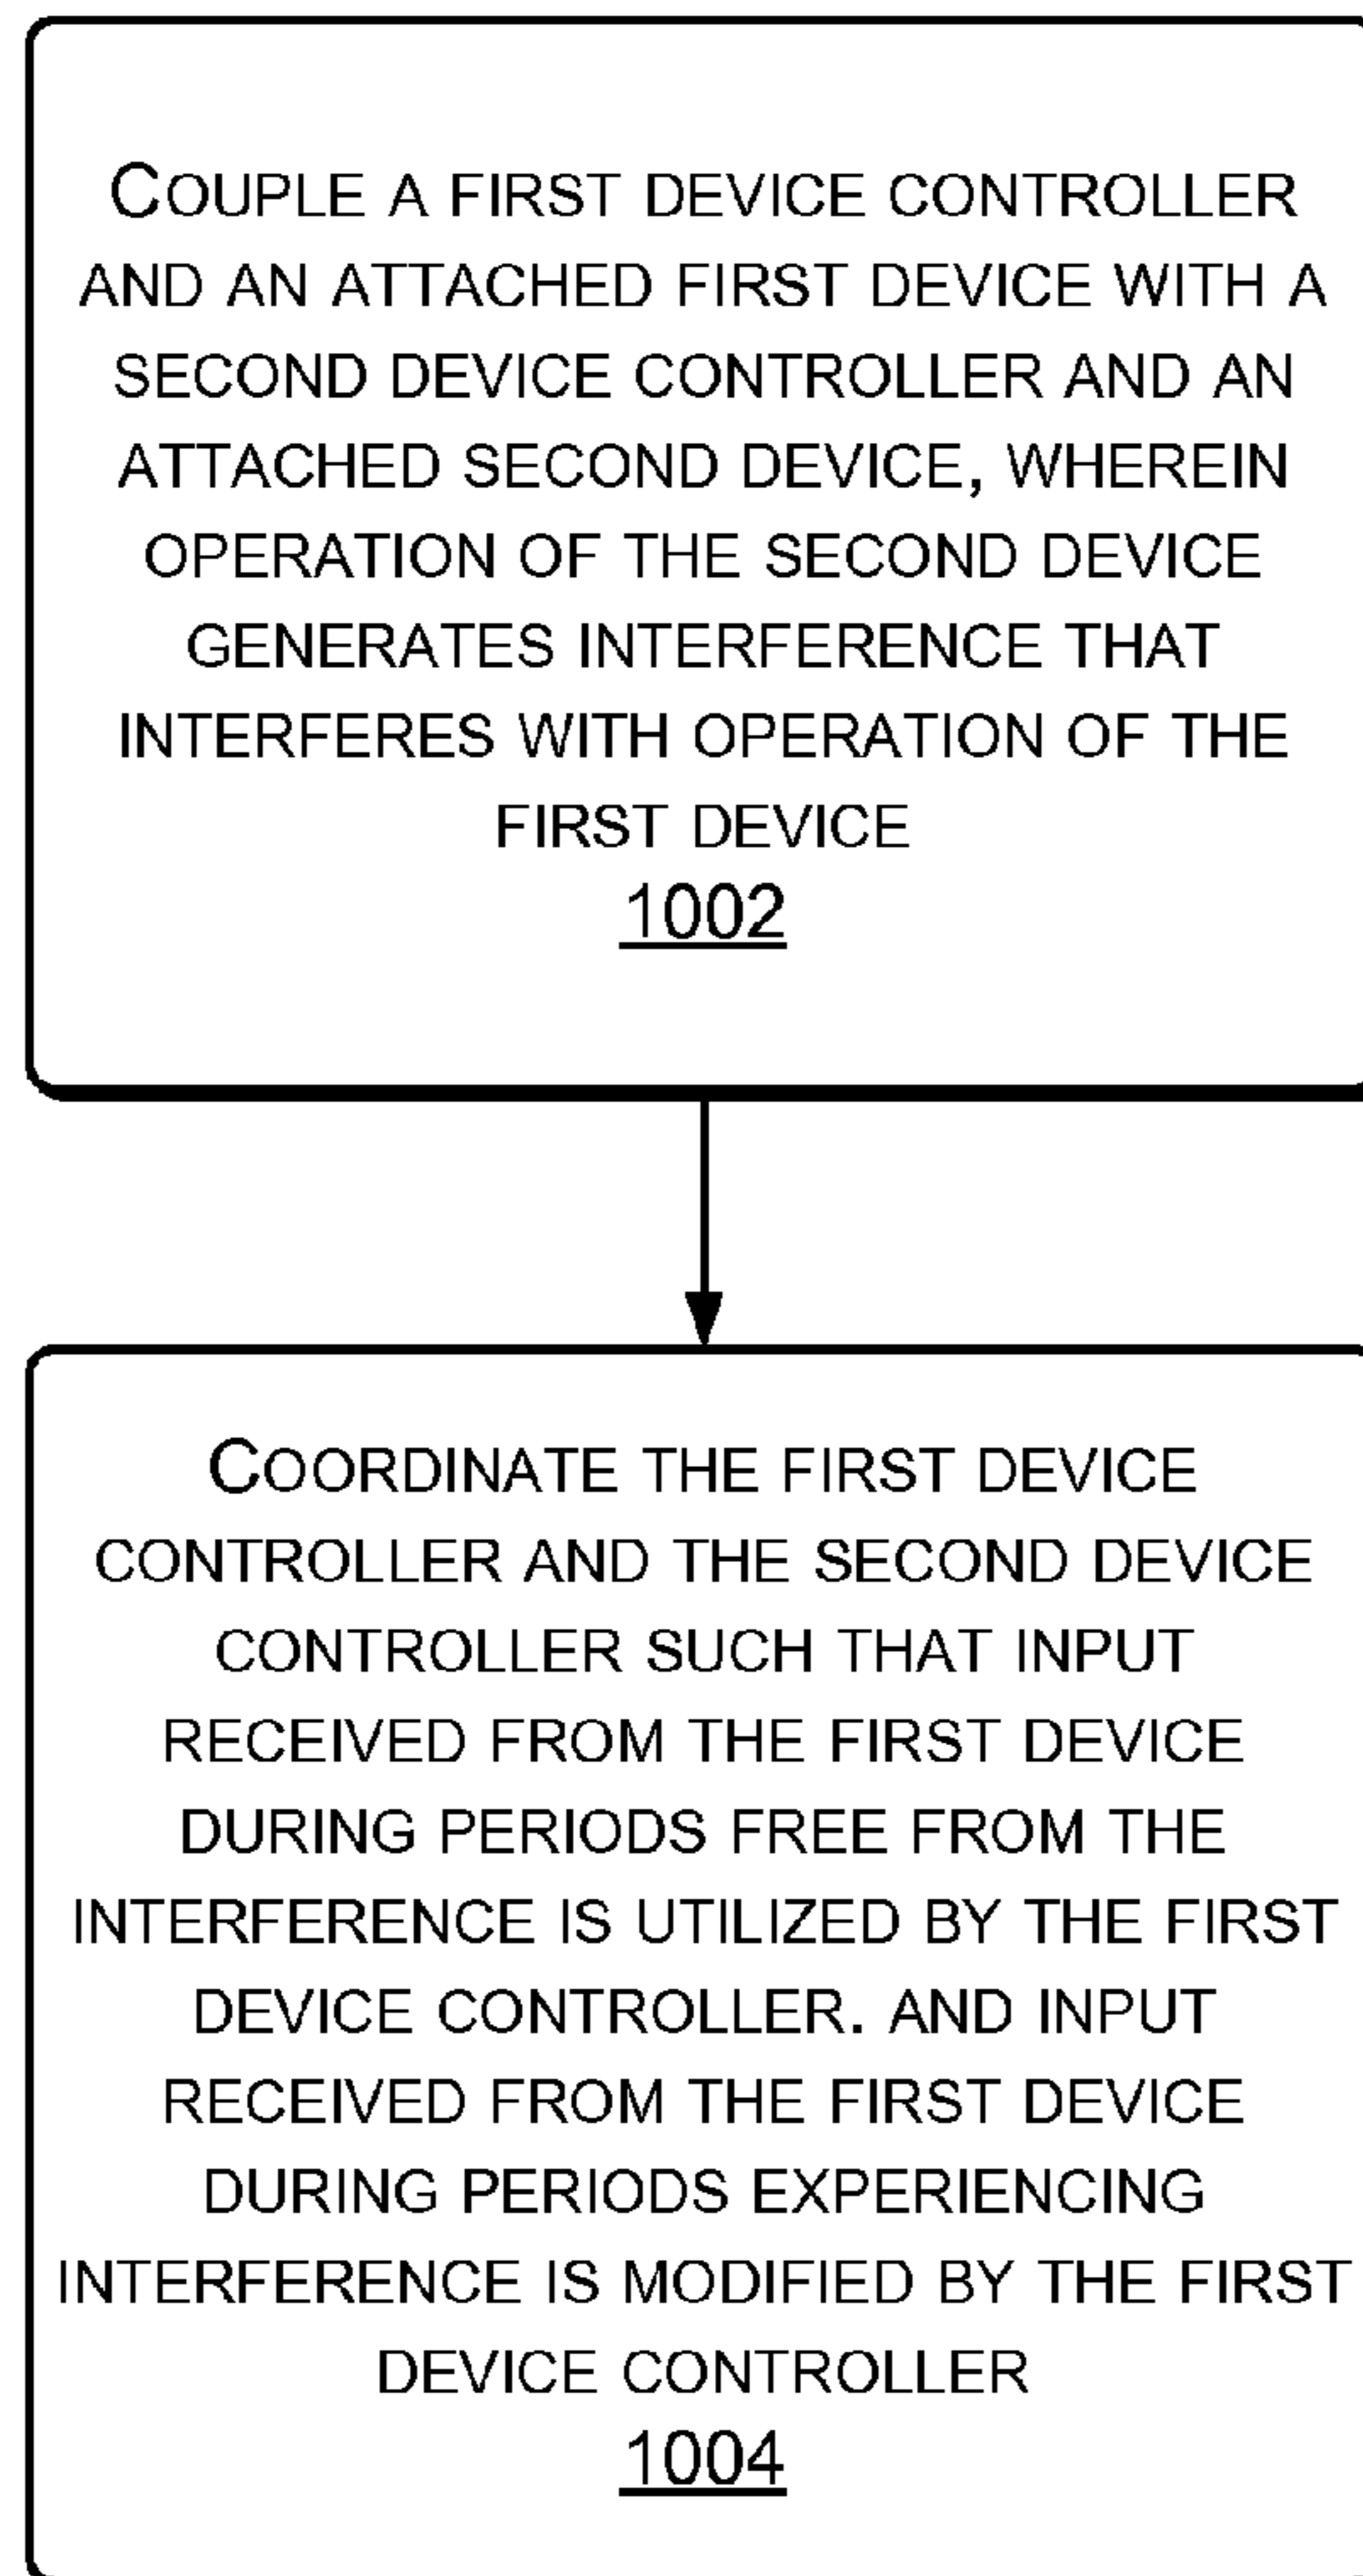 COUPLE A FIRST DEVICE CONTROLLER
AND AN ATTACHED FIRST DEVICE WITH A
SECOND DEVICE CONTROLLER AND AN
ATTACHED SECOND DEVICE, WHEREIN
OPERATION OF THE SECOND DEVICE
GENERATES INTERFERENCE THAT
INTERFERES WITH OPERATION OF THE
FIRST DEVICE
1002
COORDINATE THE FIRST DEVICE
CONTROLLER AND THE SECOND DEVICE
CONTROLLER SUCH THAT INPUT
RECEIVED FROM THE FIRST DEVICE
DURING PERIODS FREE FROM THE
INTERFERENCE IS UTILIZED BY THE FIRST
DEVICE CONTROLLER. AND INPUT
RECEIVED FROM THE FIRST DEVICE
DURING PERIODS EXPERIENCING
INTERFERENCE IS MODIFIED BY THE FIRST
DEVICE CONTROLLER
1004